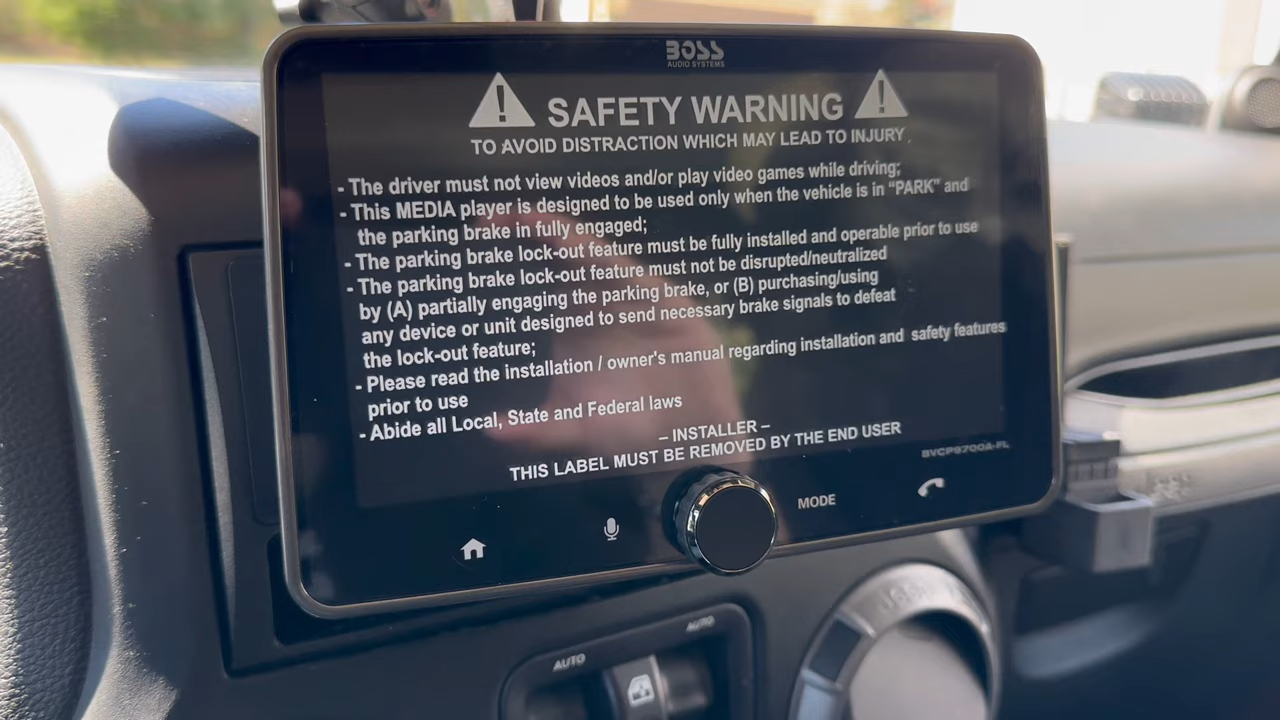 BOSS
AUDIO SYSTEMS
SAFETY WARNING
TO AVOID DISTRACTION WHICH MAY LEAD TO INJURY.
- The driver must not view videos and/or play video games while driving;
- This MEDIA player is designed to be used only when the vehicle is in “PARK” and
the parking brake in fully engaged;
- The parking brake lock-out feature must be fully installed and operable prior to use
- The parking brake lock-out feature must not be disrupted/neutralized
by (A) partially engaging the parking brake, or (B) purchasing/using
any device or unit designed to send necessary brake signals to defeat
the lock-out feature;
- Please read the installation / owner's manual regarding installation and safety features
prior to use
- Abide all Local, State and Federal laws
– INSTALLER –
THIS LABEL MUST BE REMOVED BY THE END USER
BVCP9700A-FL
MODE
AUTO
AUTO